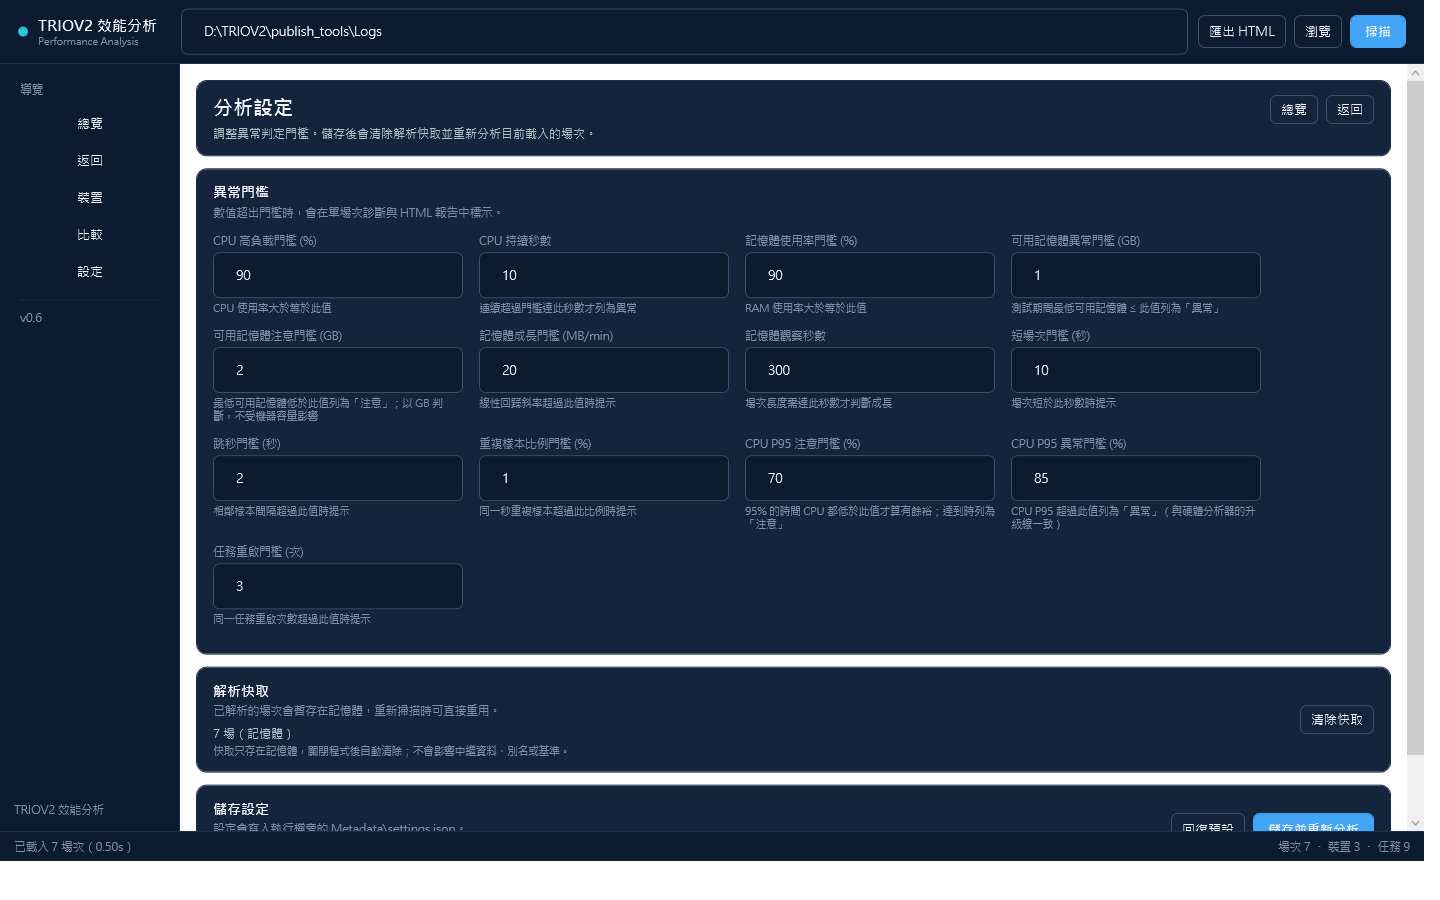 TRIOV2 效能分析
Performance Analysis
D:\TRIOV2\publish_tools\Logs
匯出 HTML
瀏覽
掃描
導覽
總覽
返回
裝置
比較
設定
v0.6
TRIOV2 效能分析
分析設定
調整異常判定門檻。儲存後會清除解析快取並重新分析目前載入的場次。
總覽
返回
異常門檻
數值超出門檻時，會在單場次診斷與 HTML 報告中標示。
CPU 高負載門檻 (%)
90
CPU 使用率大於等於此值
CPU 持續秒數
10
連續超過門檻達此秒數才列為異常
記憶體使用率門檻 (%)
90
RAM 使用率大於等於此值
可用記憶體異常門檻 (GB)
1
測試期間最低可用記憶體 ≤ 此值列為「異常」
可用記憶體注意門檻 (GB)
2
最低可用記憶體低於此值列為「注意」；以 GB 判
斷，不受機器容量影響
記憶體成長門檻 (MB/min)
20
線性回歸斜率超過此值時提示
記憶體觀察秒數
300
場次長度需達此秒數才判斷成長
短場次門檻 (秒)
10
場次短於此秒數時提示
跳秒門檻 (秒)
2
相鄰樣本間隔超過此值時提示
重複樣本比例門檻 (%)
1
同一秒重複樣本超過此比例時提示
CPU P95 注意門檻 (%)
70
95% 的時間 CPU 都低於此值才算有餘裕；達到時列為
「注意」
CPU P95 異常門檻 (%)
85
CPU P95 超過此值列為「異常」（與硬體分析器的升
級線一致）
任務重啟門檻 (次)
3
同一任務重啟次數超過此值時提示
解析快取
已解析的場次會暫存在記憶體，重新掃描時可直接重用。
7 場（記憶體）
快取只存在記憶體，關閉程式後自動清除；不會影響中繼資料、別名或基準。
清除快取
儲存設定
設定會寫入執行檔旁的 Metadata\settings.json。
回復預設
儲存並重新分析
已載入 7 場次（0.50s）
場次 7 · 裝置 3 · 任務 9